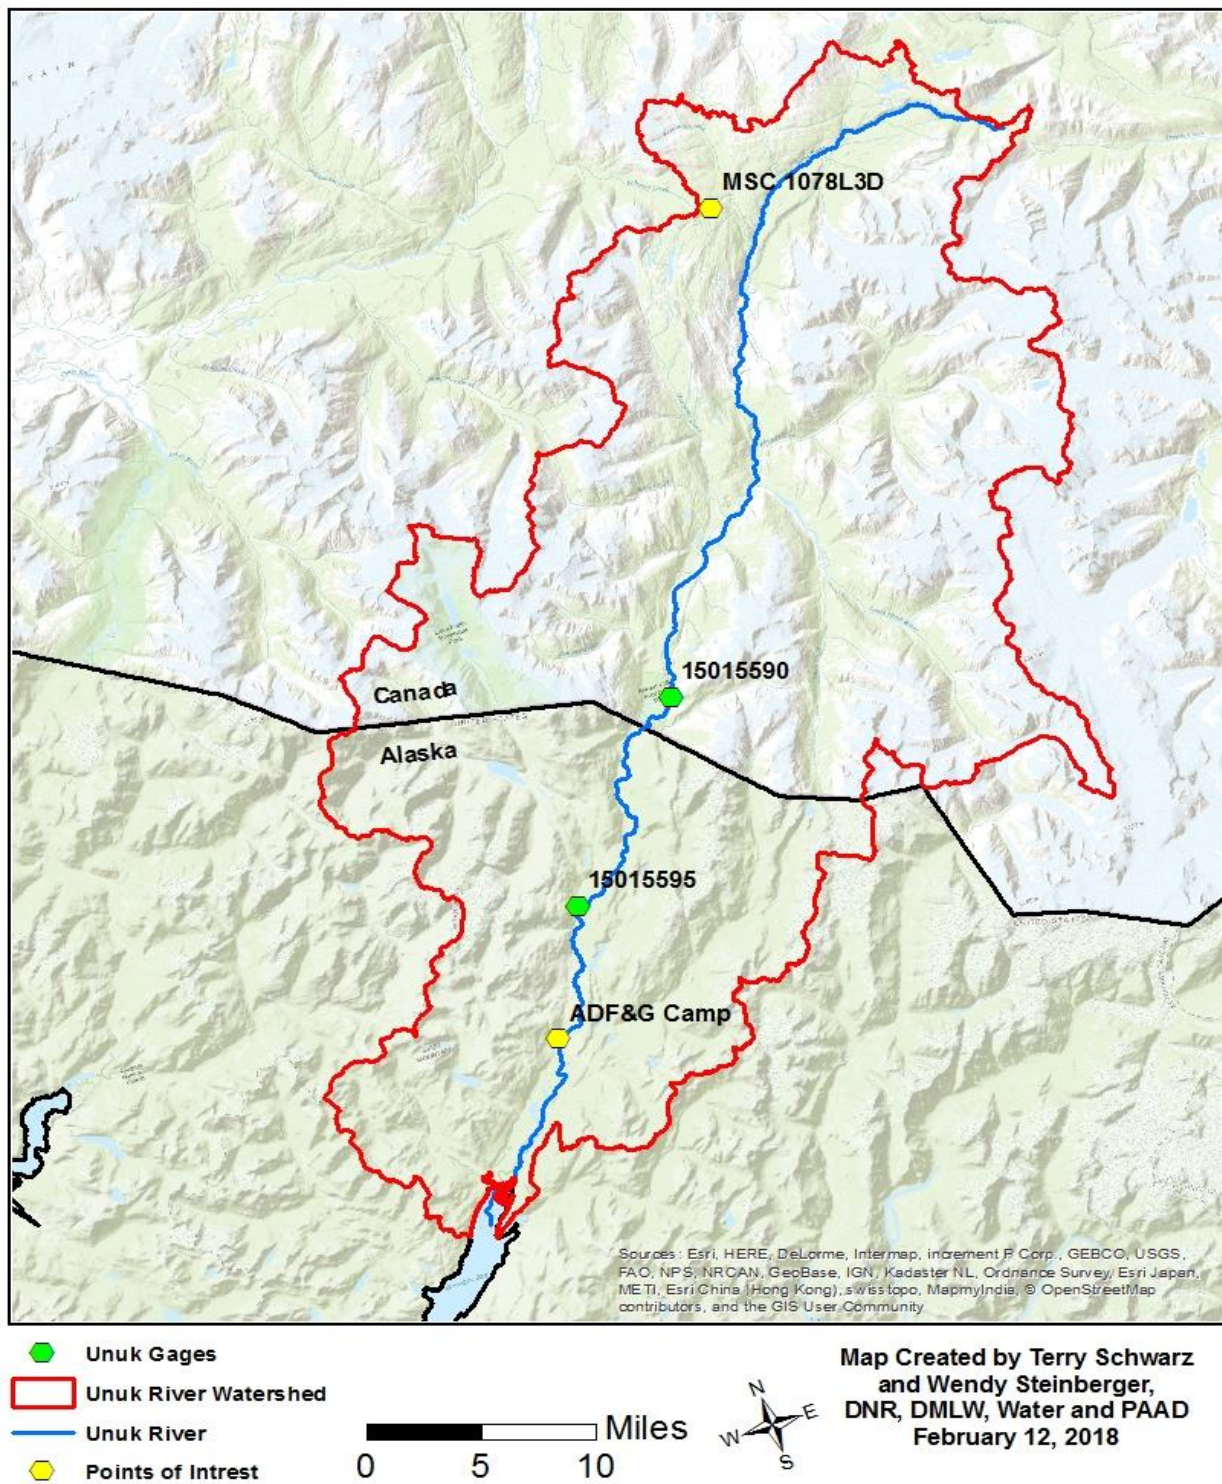 MSC 1078L3D
Canada
15015590
Alaska
15015595
ADF&G Camp
Sources: Esri, HERE, DeLorme, Intermap, increment P Corp., GEBCO, USGS,
FAO, NPS, NRCAN, GeoBase, IGN, Kadaster NL, Ordnance Survey, Esri Japan,
METI, Esri China (Hong Kong), swisstopo, MapmyIndia, © OpenStreetMap
contributors, and the GIS User Community
Unuk Gages
Unuk River Watershed
Unuk River
Points of Intrest
Miles
0 5 10
N
E
W
S
Map Created by Terry Schwarz
and Wendy Steinberger,
DNR, DMLW, Water and PAAD
February 12, 2018